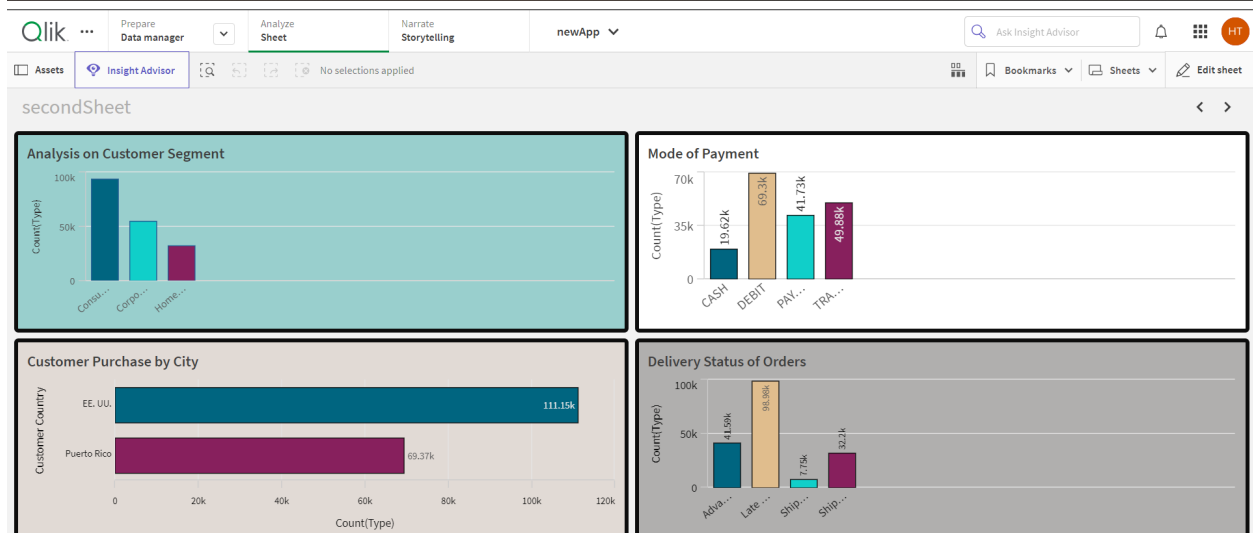 Qlik
Prepare
Data manager
Analyze
Sheet
Narrate
Storytelling
newApp
Ask Insight Advisor
HT
Assets
Insight Advisor
No selections applied
Bookmarks
Sheets
Edit sheet
secondSheet
Analysis on Customer Segment
Count(Type)
100k
50k
0
Consu...
Corpo...
Home...
Mode of Payment
Count(Type)
70k
35k
0
19.62k
69.3k
41.73k
49.88k
CASH
DEBIT
PAY...
TRA...
Customer Purchase by City
Customer Country
EE. UU.
111.15k
Puerto Rico
69.37k
0
20k
40k
60k
80k
100k
120k
Count(Type)
Delivery Status of Orders
Count(Type)
100k
50k
0
41.59k
98.98k
7.75k
32.2k
Adva...
Late ...
Ship...
Ship...